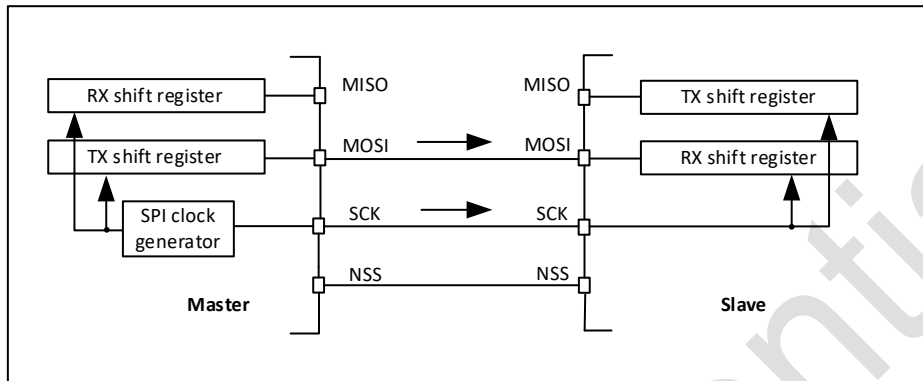 RX shift register
MISO
MISO
TX shift register
TX shift register
MOSI
MOSI
RX shift register
SPI clock
generator
SCK
SCK
NSS
NSS
Master
Slave